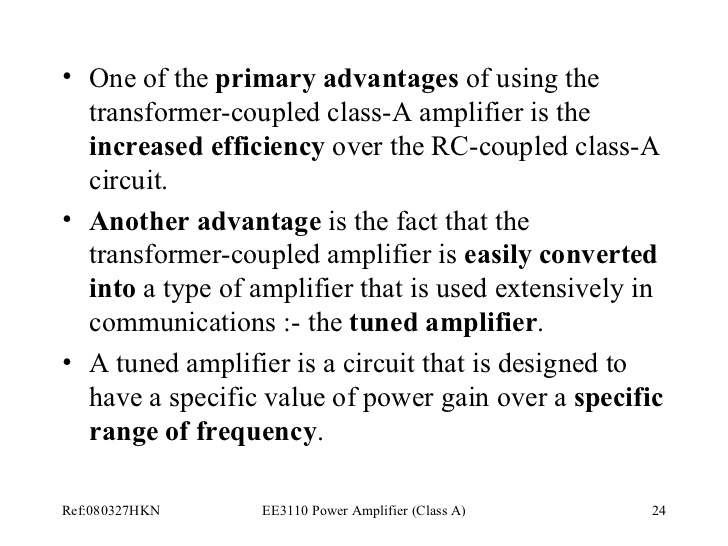 • One of the primary advantages of using the
transformer-coupled class-A amplifier is the
increased efficiency over the RC-coupled class-A
circuit.
• Another advantage is the fact that the
transformer-coupled amplifier is easily converted
into a type of amplifier that is used extensively in
communications :- the tuned amplifier.
• A tuned amplifier is a circuit that is designed to
have a specific value of power gain over a specific
range of frequency.
Ref:080327HKN EE3110 Power Amplifier (Class A) 24